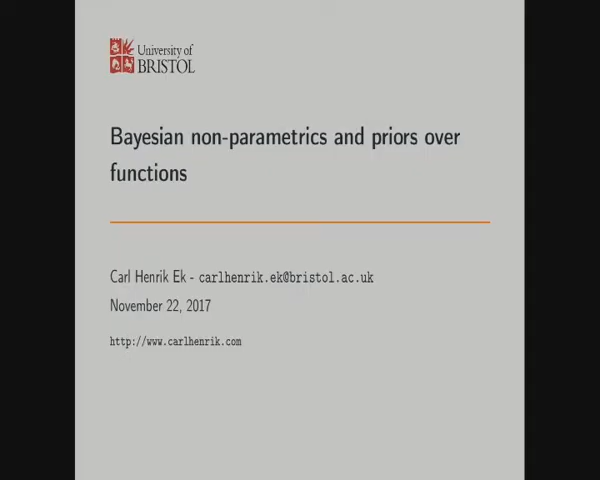 University of
BRISTOL
Bayesian non-parametrics and priors over
functions
Carl Henrik Ek - carlhenrik.ek@bristol.ac.uk
November 22, 2017
http://www.carlhenrik.com